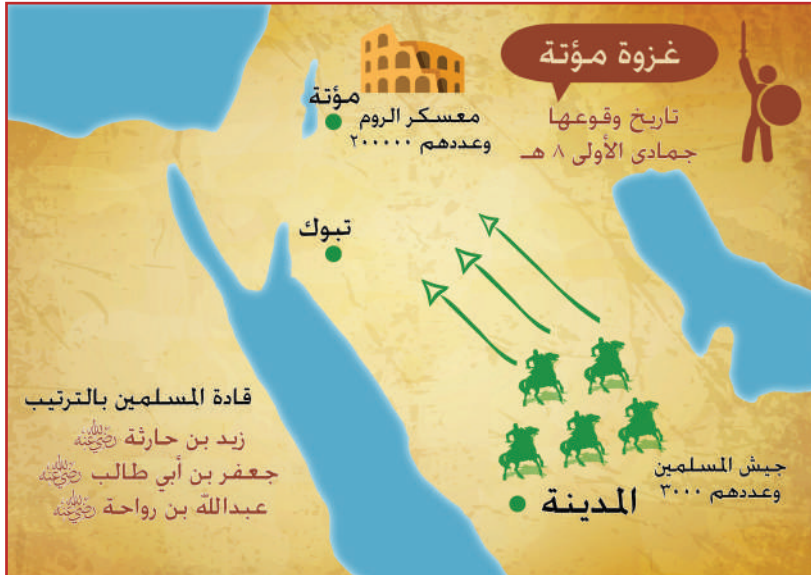 غزوة مؤتة
تاريخ وقوعها
جمادى الأولى ٨ هـ
مؤتة
معسكر الروم
وعددهم ٢٠٠٠٠٠
تبوك
قادة المسلمين بالترتيب
زيد بن حارثة رضي الله عنه
جعفر بن أبي طالب رضي الله عنه
عبدالله بن رواحة رضي الله عنه
جيش المسلمين
وعددهم ٣٠٠٠
المدينة